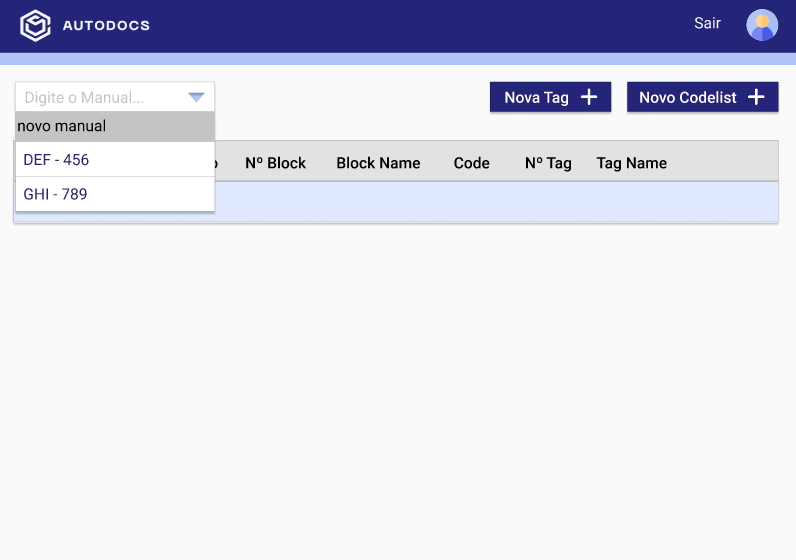 AUTODOCS
Sair
Digite o Manual...
Nova Tag
Novo Codelist
novo manual
DEF - 456
GHI - 789
Nº Block
Block Name
Code
Nº Tag
Tag Name